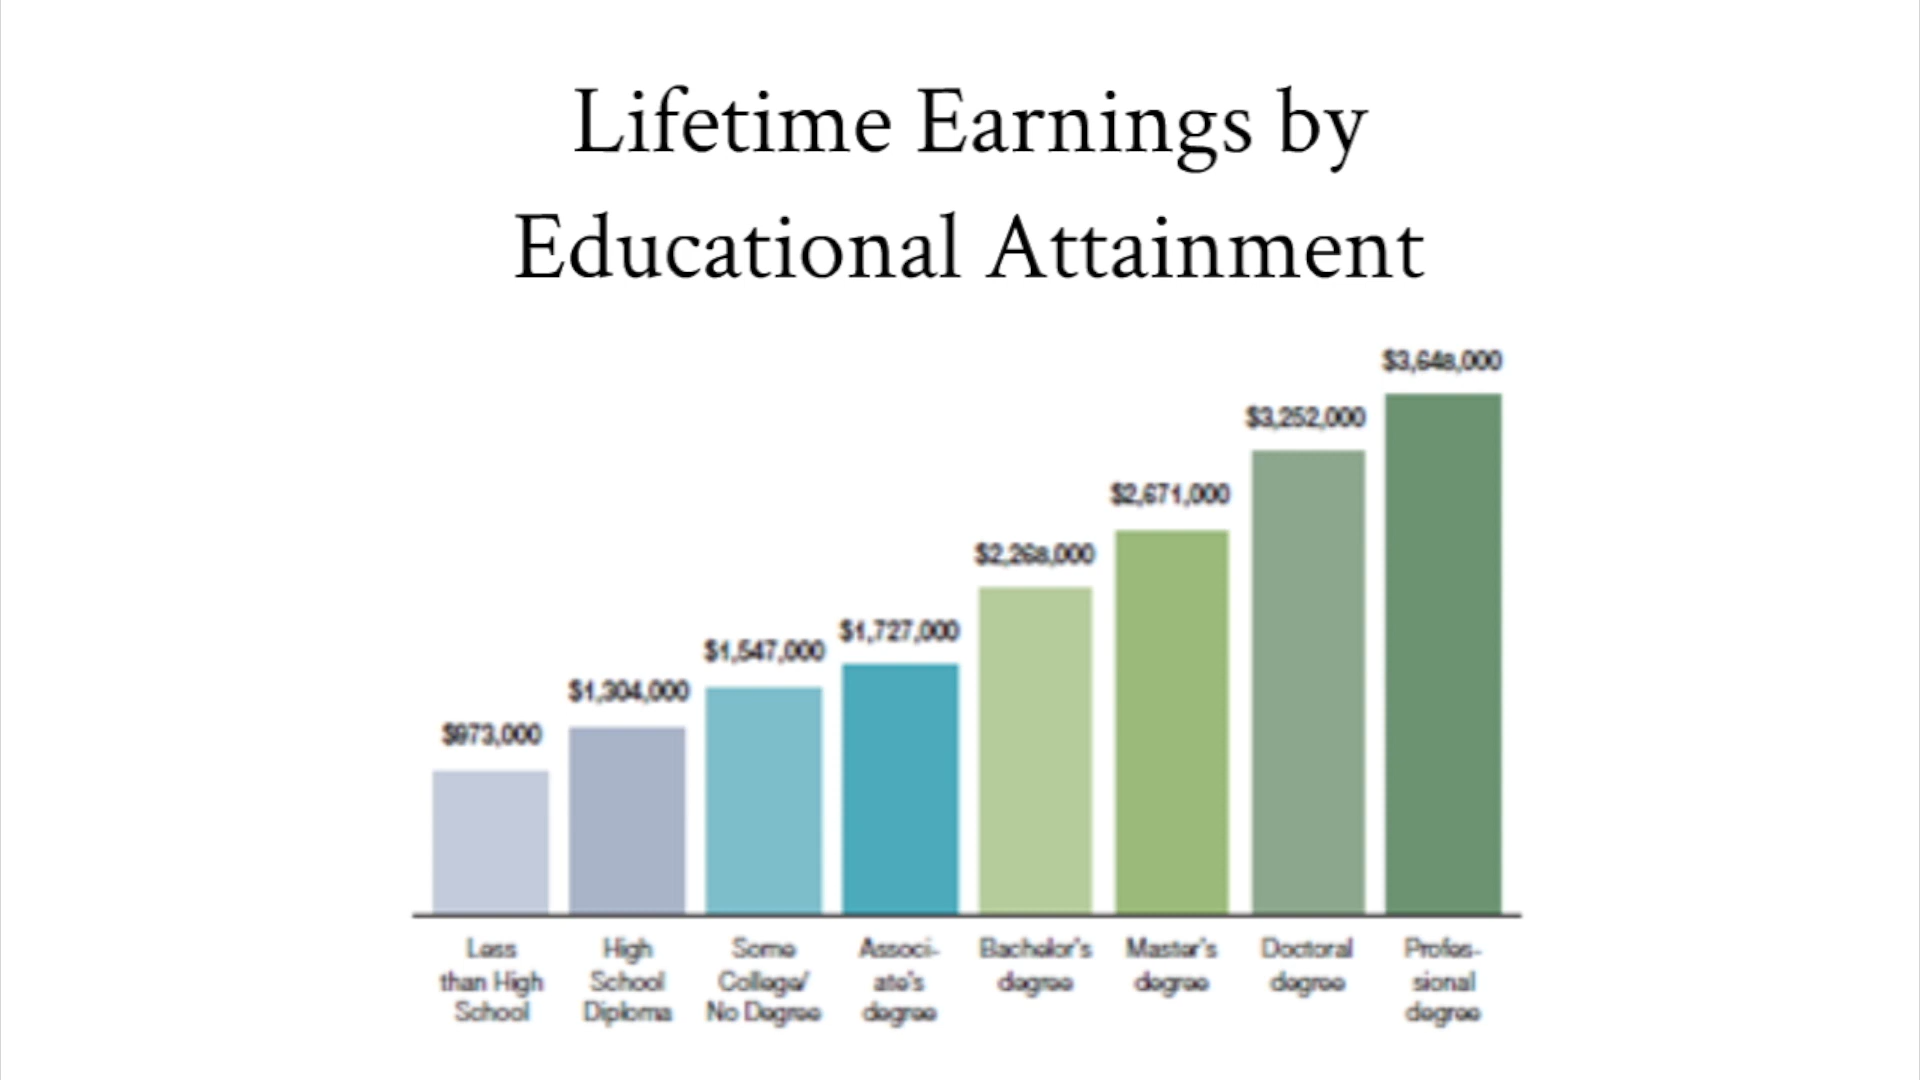 Lifetime Earnings by
Educational Attainment
$3,648,000
$3,252,000
$2,671,000
$2,268,000
$1,727,000
$1,547,000
$1,304,000
$973,000
Less
than High
School
High
School
Diploma
Some
College/
No Degree
Associ-
ate's
degree
Bachelor's
degree
Master's
degree
Doctoral
degree
Profes-
sional
degree